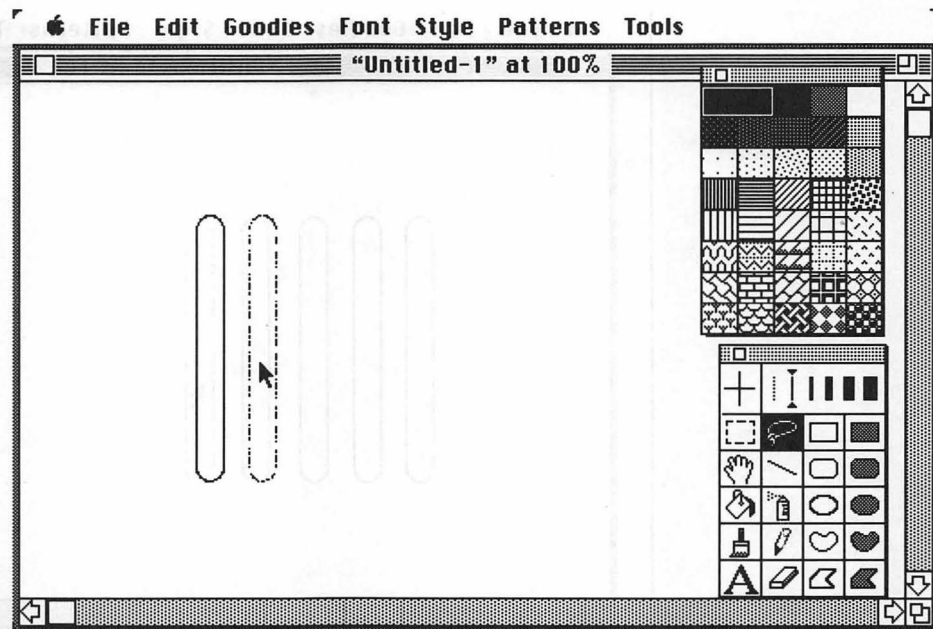 File Edit Goodies Font Style Patterns Tools
“Untitled-1” at 100%
A